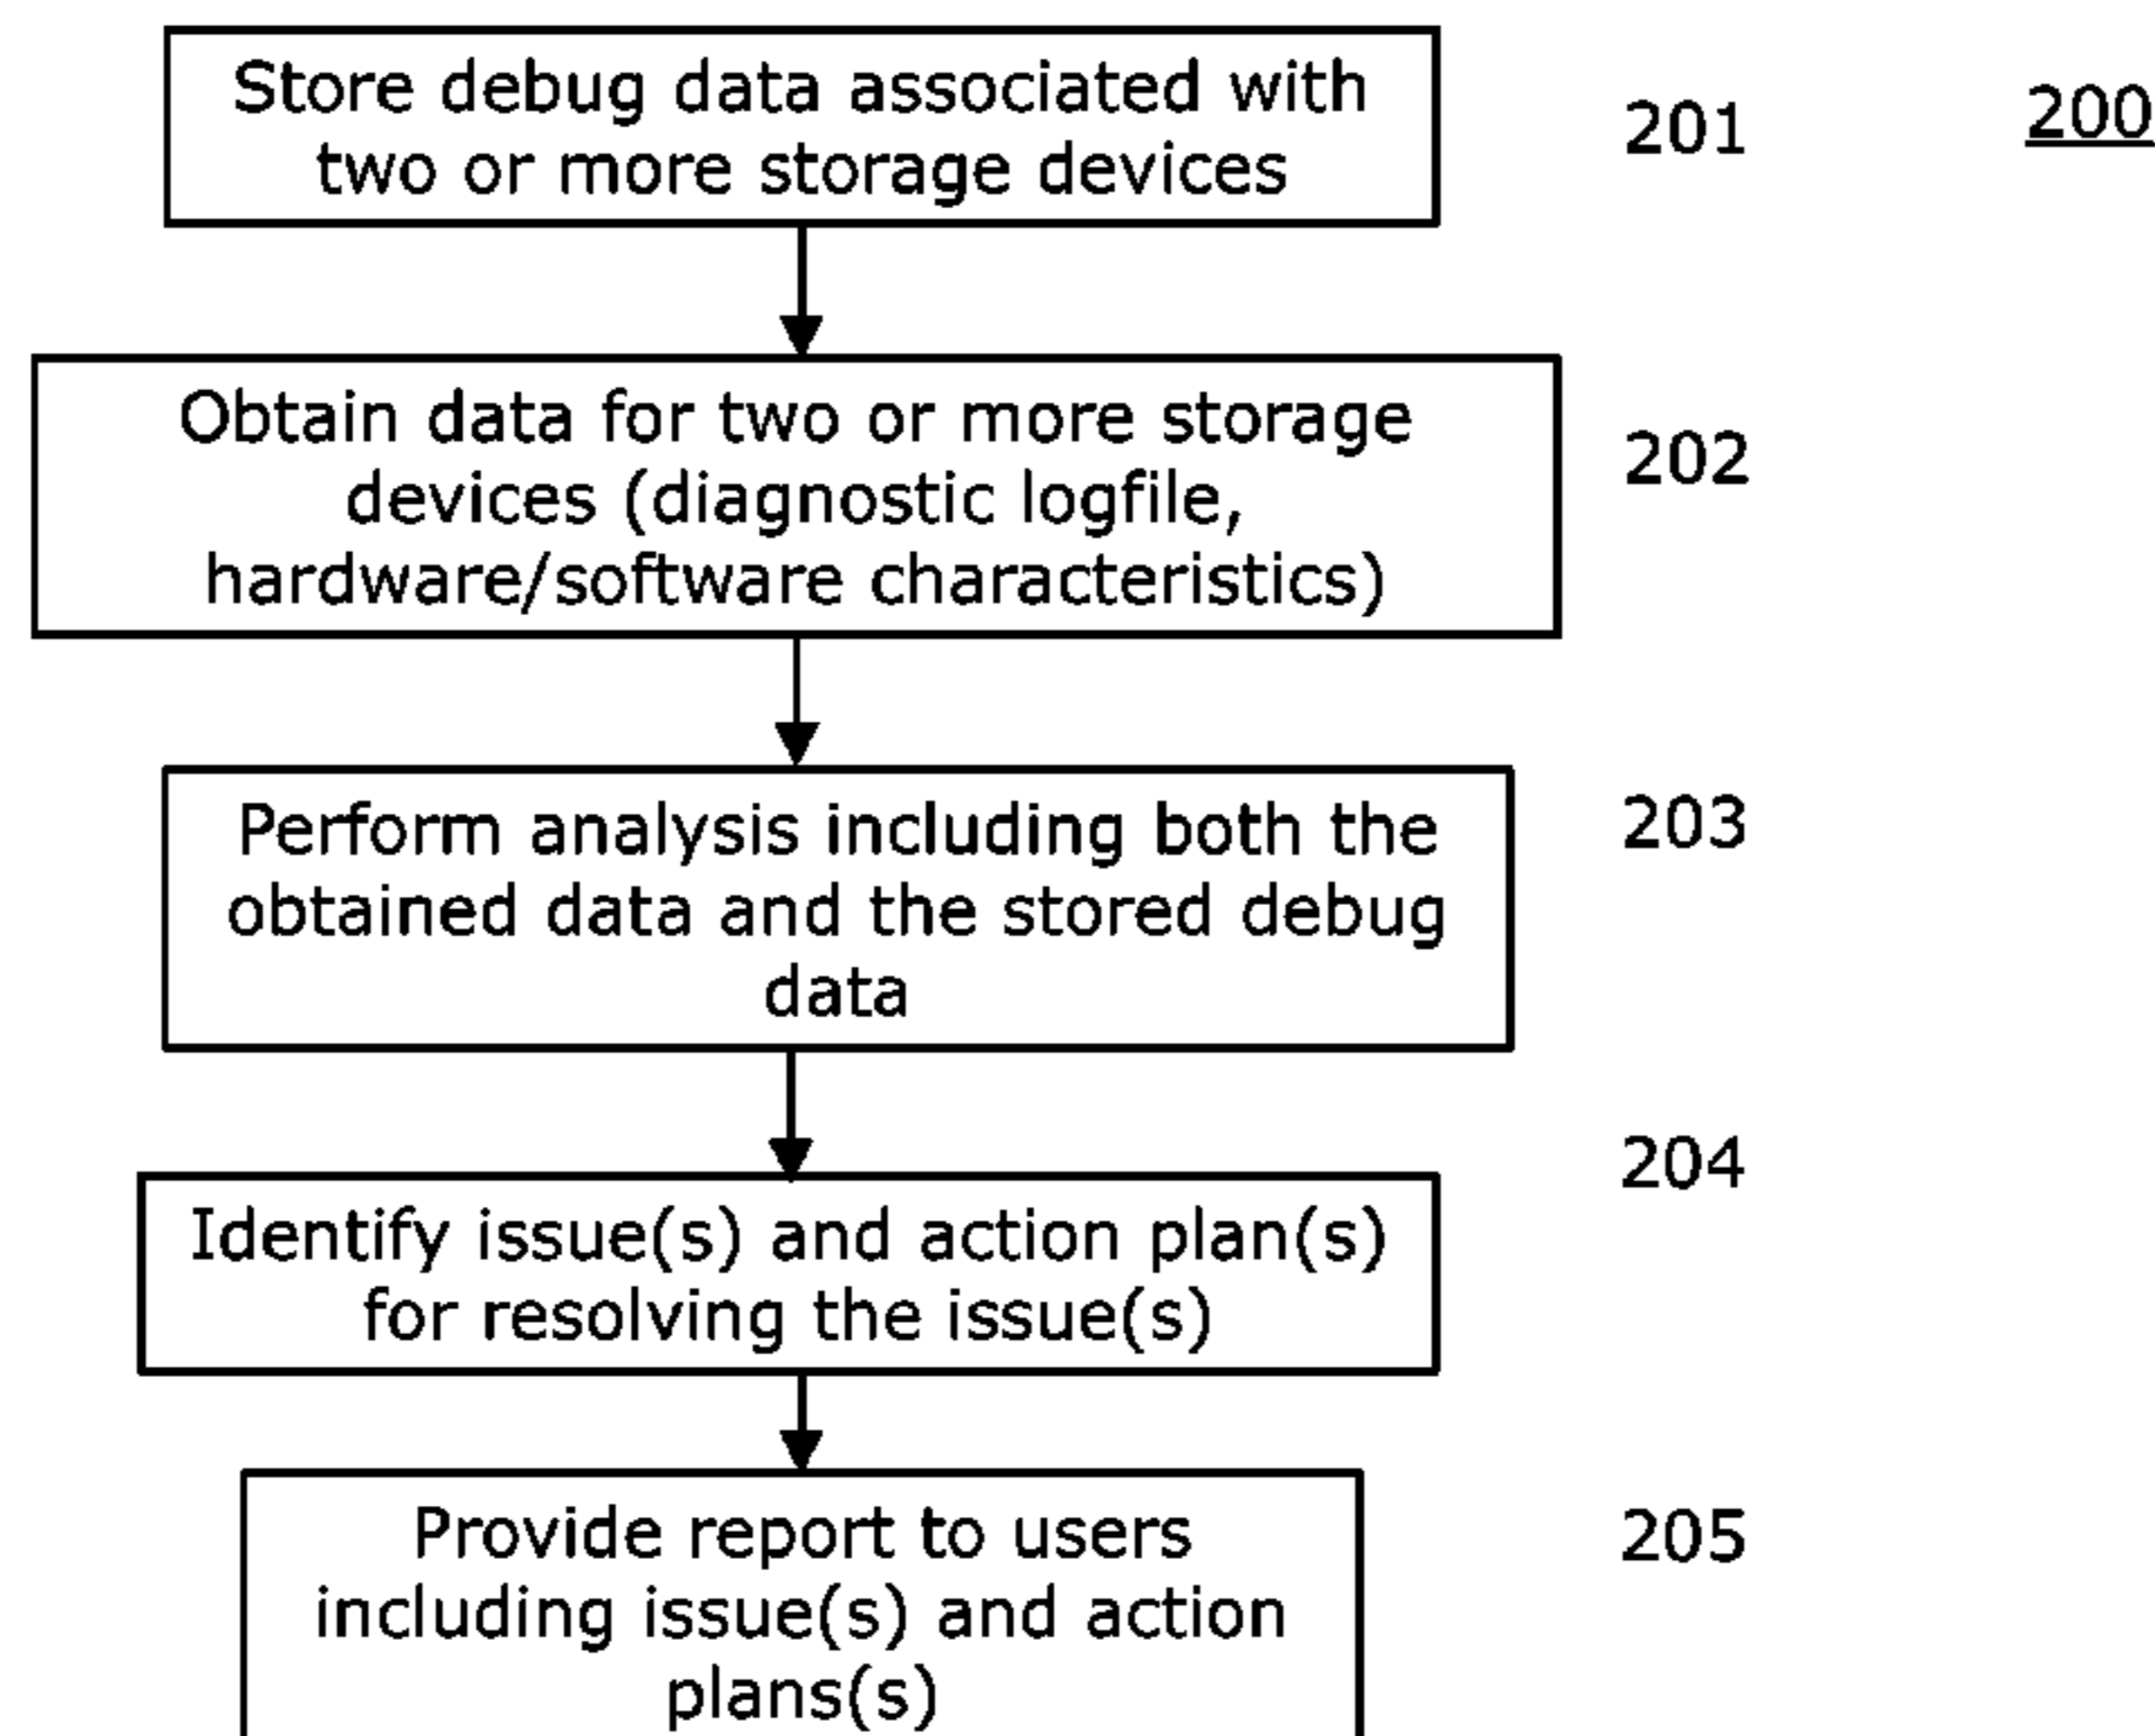 Store debug data associated with
two or more storage devices
201
200
Obtain data for two or more storage
devices (diagnostic logfile,
hardware/software characteristics)
202
Perform analysis including both the
obtained data and the stored debug
data
203
204
Identify issue(s) and action plan(s)
for resolving the issue(s)
Provide report to users
including issue(s) and action
plans(s)
205